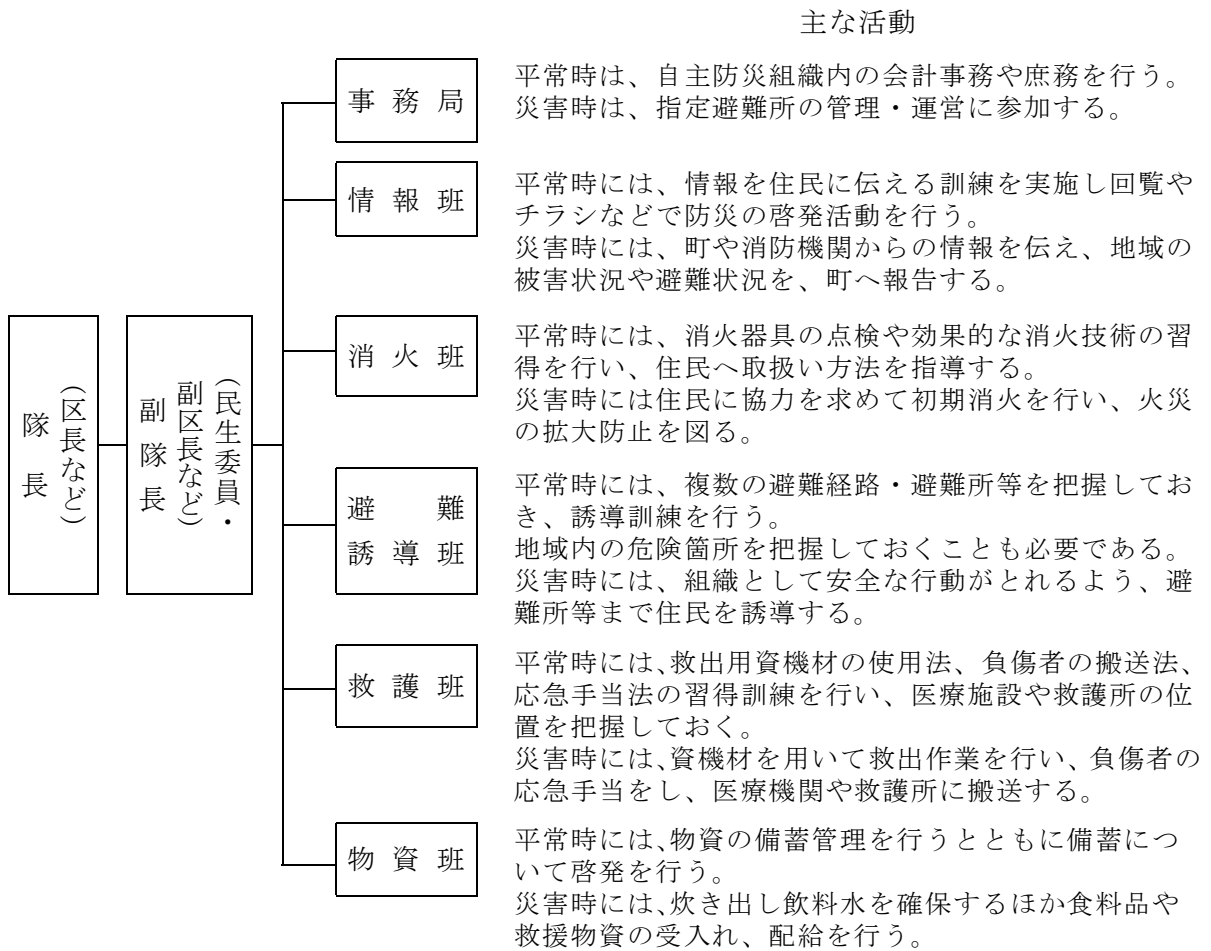 主な活動
隊長
(区長など)
副隊長
(民生委員・
副区長など)
事務局
平常時は、自主防災組織内の会計事務や庶務を行う。
災害時は、指定避難所の管理・運営に参加する。
情報班
平常時には、情報を住民に伝える訓練を実施し回覧や
チラシなどで防災の啓発活動を行う。
災害時には、町や消防機関からの情報を伝え、地域の
被害状況や避難状況を、町へ報告する。
消火班
平常時には、消火器具の点検や効果的な消火技術の習
得を行い、住民へ取扱い方法を指導する。
災害時には住民に協力を求めて初期消火を行い、火災
の拡大防止を図る。
避難
誘導班
平常時には、複数の避難経路・避難所等を把握してお
き、誘導訓練を行う。
地域内の危険箇所を把握しておくことも必要である。
災害時には、組織として安全な行動がとれるよう、避
難所等まで住民を誘導する。
救護班
平常時には、救出用資機材の使用法、負傷者の搬送法、
応急手当法の習得訓練を行い、医療施設や救護所の位
置を把握しておく。
災害時には、資機材を用いて救出作業を行い、負傷者の
応急手当をし、医療機関や救護所に搬送する。
物資班
平常時には、物資の備蓄管理を行うとともに備蓄につ
いて啓発を行う。
災害時には、炊き出し飲料水を確保するほか食料品や
救援物資の受入れ、配給を行う。